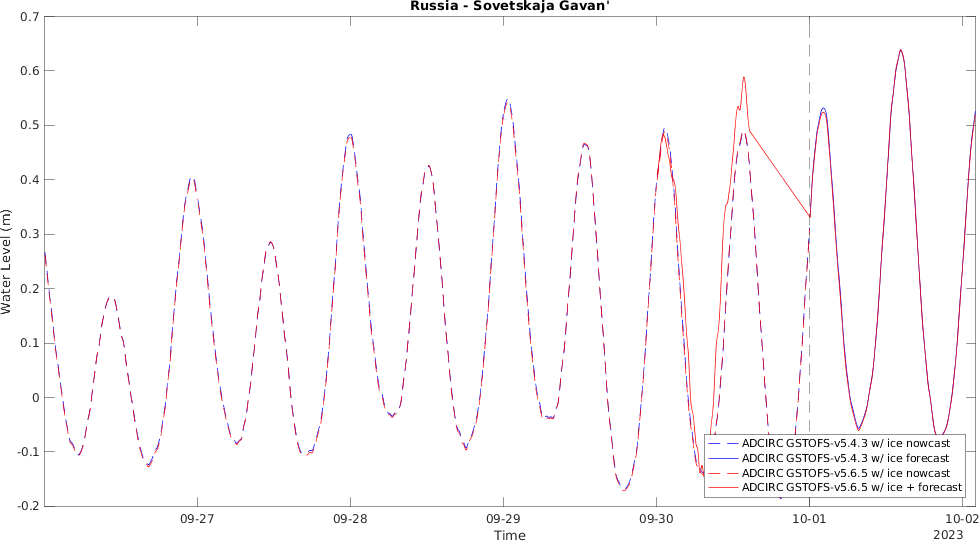 Russia - Sovetskaja Gavan'
0.7
0.6
0.5
0.4
0.3
0.2
0.1
0
-0.1
-0.2
Water Level (m)
ADCIRC GSTOFS-v5.4.3 w/ ice nowcast
ADCIRC GSTOFS-v5.4.3 w/ ice forecast
ADCIRC GSTOFS-v5.6.5 w/ ice nowcast
ADCIRC GSTOFS-v5.6.5 w/ ice + forecast
09-27
09-28
09-29
09-30
10-01
10-02
Time
2023